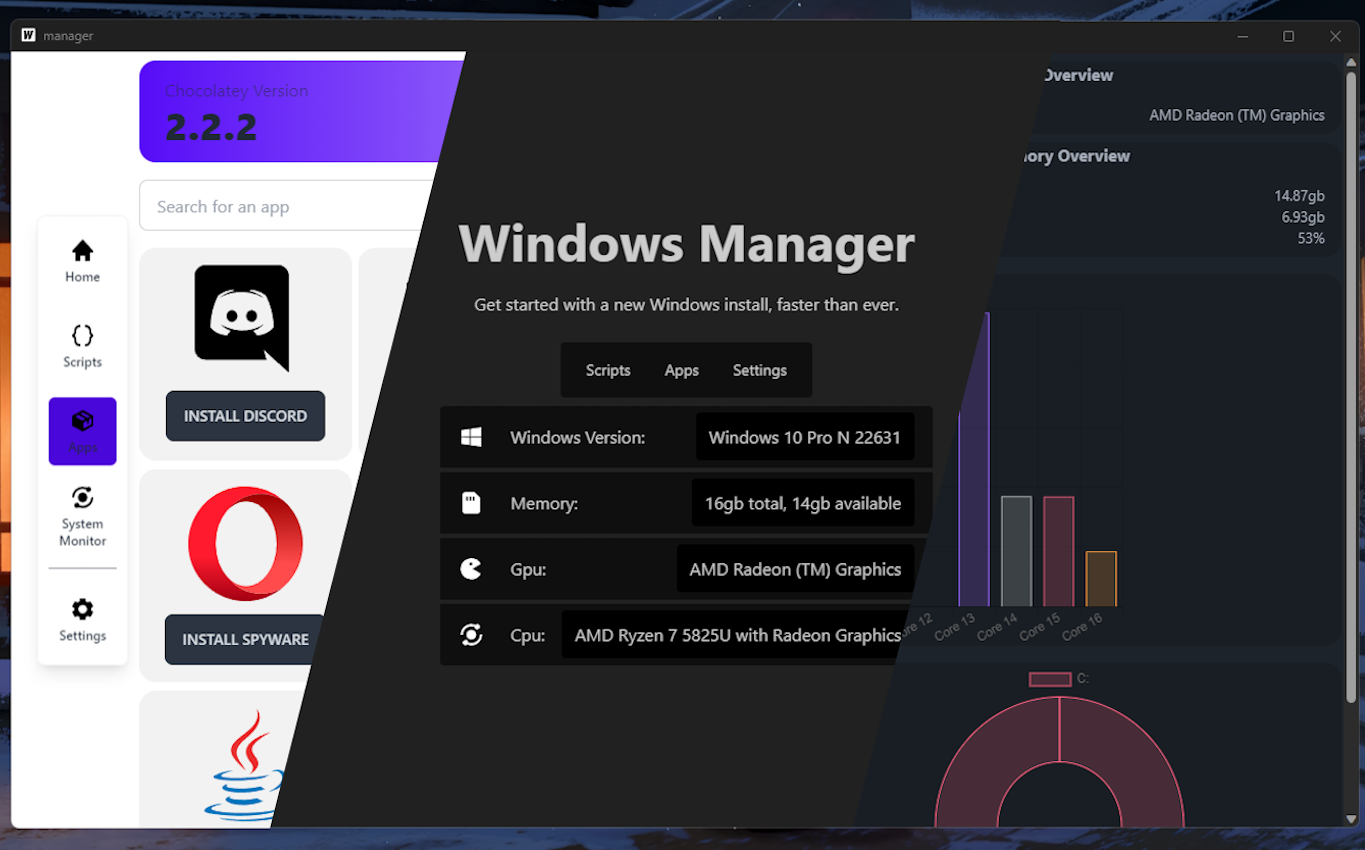 manager
Chocolatey Version
2.2.2
Search for an app
Home
Scripts
Apps
System
Monitor
Settings
INSTALL DISCORD
INSTALL SPYWARE
Windows Manager
Get started with a new Windows install, faster than ever.
Scripts Apps Settings
Windows Version: Windows 10 Pro N 22631
Memory: 16gb total, 14gb available
Gpu: AMD Radeon (TM) Graphics
Cpu: AMD Ryzen 7 5825U with Radeon Graphics
Overview
AMD Radeon (TM) Graphics
ory Overview
14.87gb
6.93gb
53%
re 12 Core 13 Core 14 Core 15 Core 16
C: